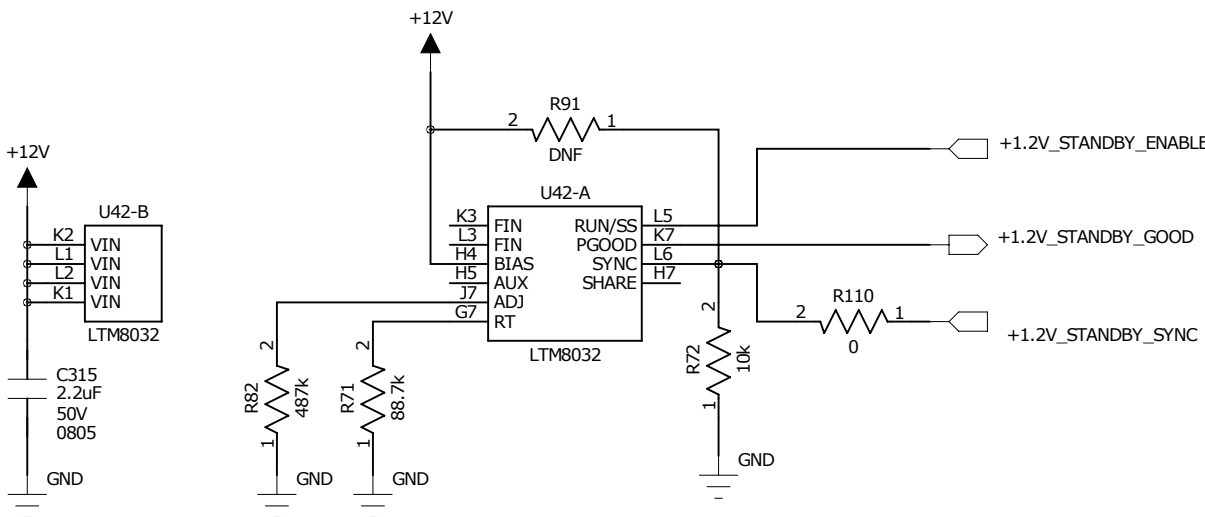 +12V
R91
2 1
DNF
+1.2V_STANDBY_ENABLE
+12V
U42-B
K2 VIN
L1 VIN
L2 VIN
K1 VIN
LTM8032
U42-A
K3 FIN RUN/SS L5
L3 FIN PGOOD K7
H4 BIAS SYNC L6
H5 AUX SHARE H7
J7 ADJ
G7 RT
LTM8032
+1.2V_STANDBY_GOOD
R110
2 1
0
+1.2V_STANDBY_SYNC
C315
2.2uF
50V
0805
GND
2
R82
487k
1
GND
2
R71
88.7k
1
GND
2
R72
10k
1
GND